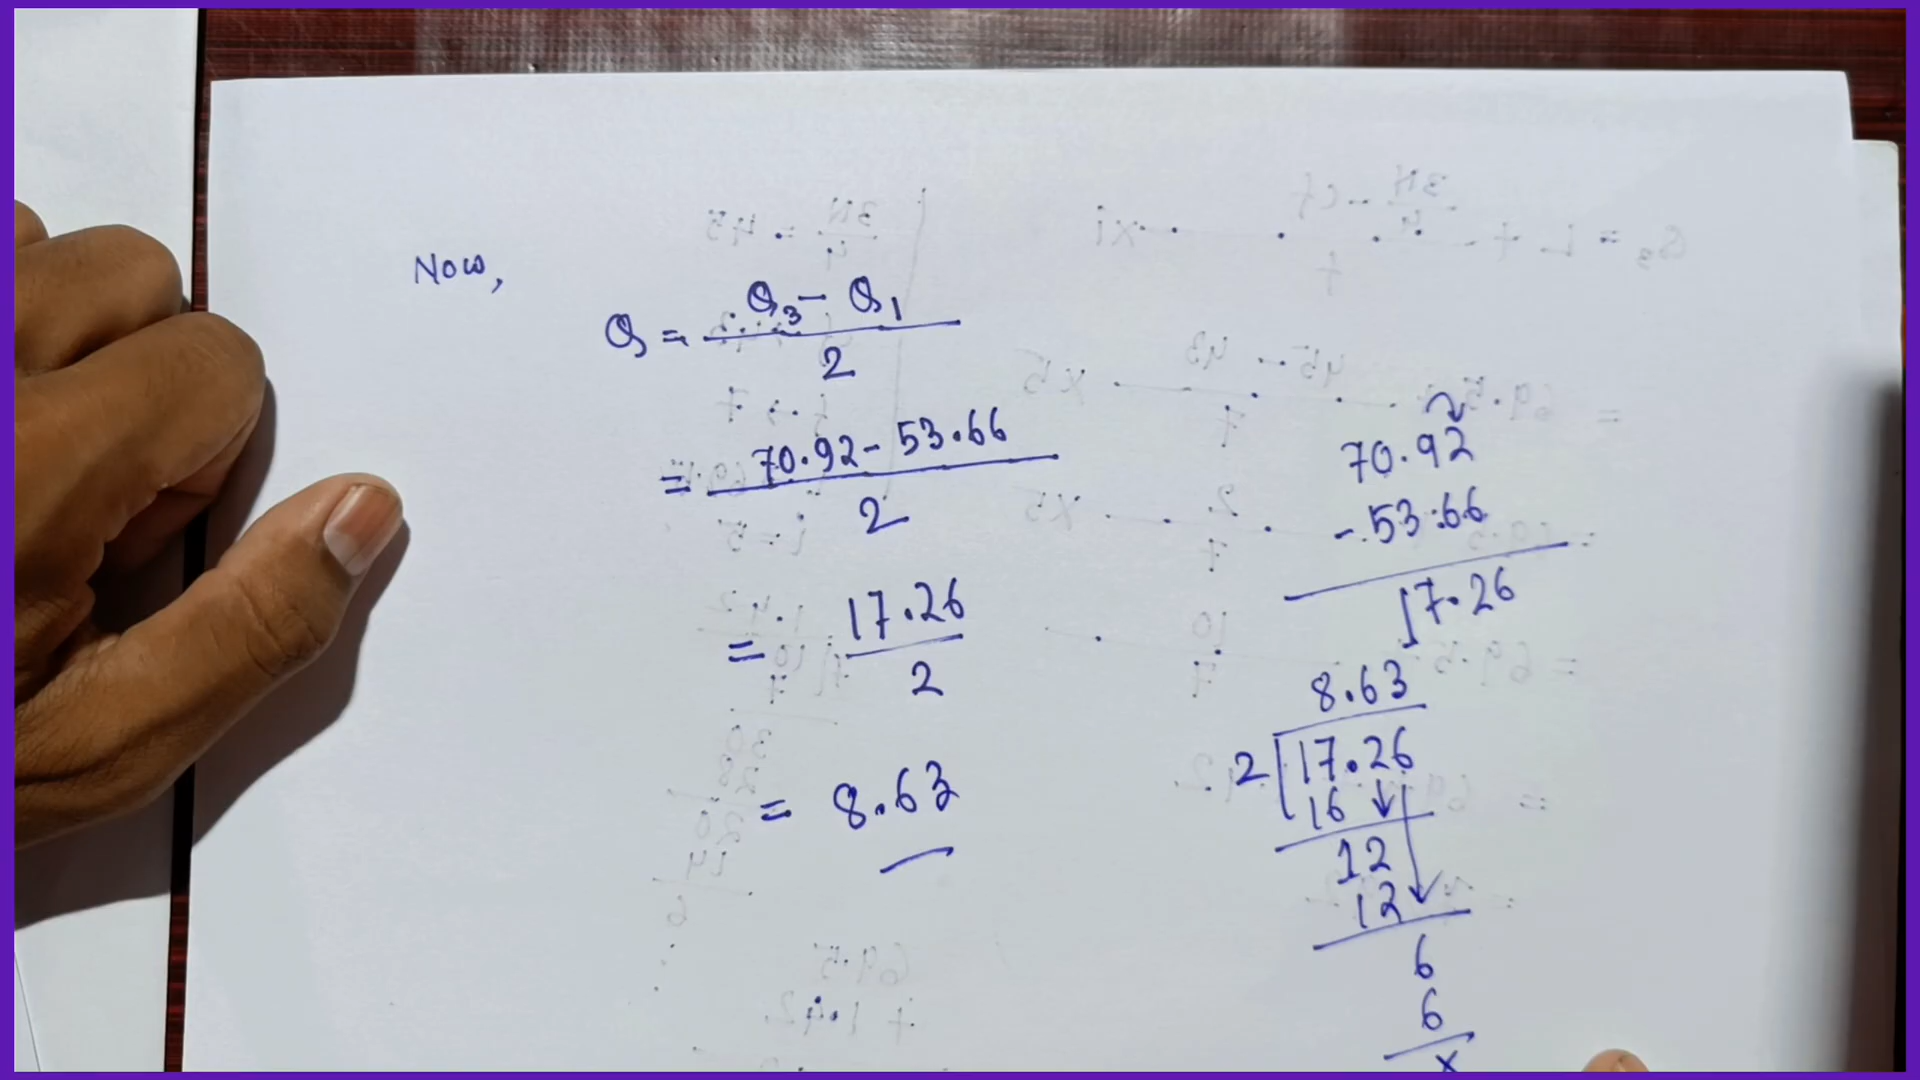 Now,
Q = Q₃ - Q₁ / 2
= 70.92 - 53.66 / 2
= 17.26 / 2
= 8.63
70.92
- 53.66
17.26
8.63
2 17.26
16
12
12
6
6
x